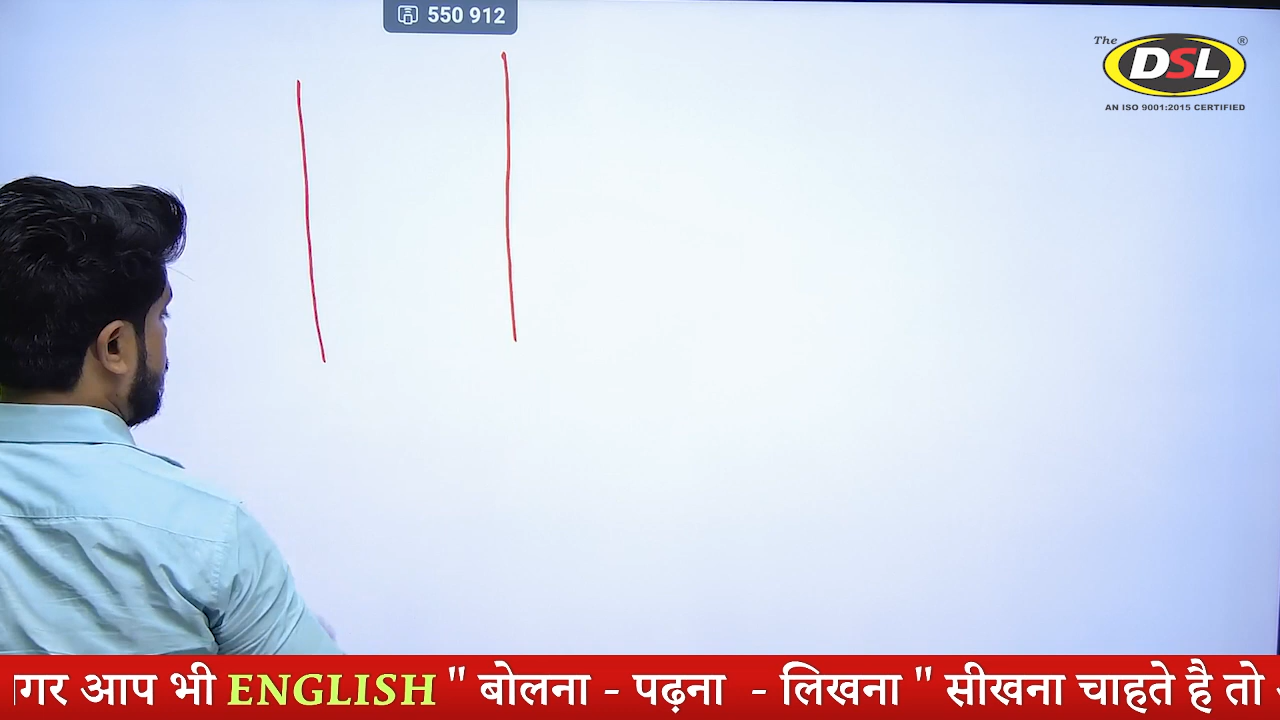 550 912
The DSL ®
AN ISO 9001:2015 CERTIFIED
गर आप भी ENGLISH " बोलना - पढ़ना - लिखना " सीखना चाहते है तो